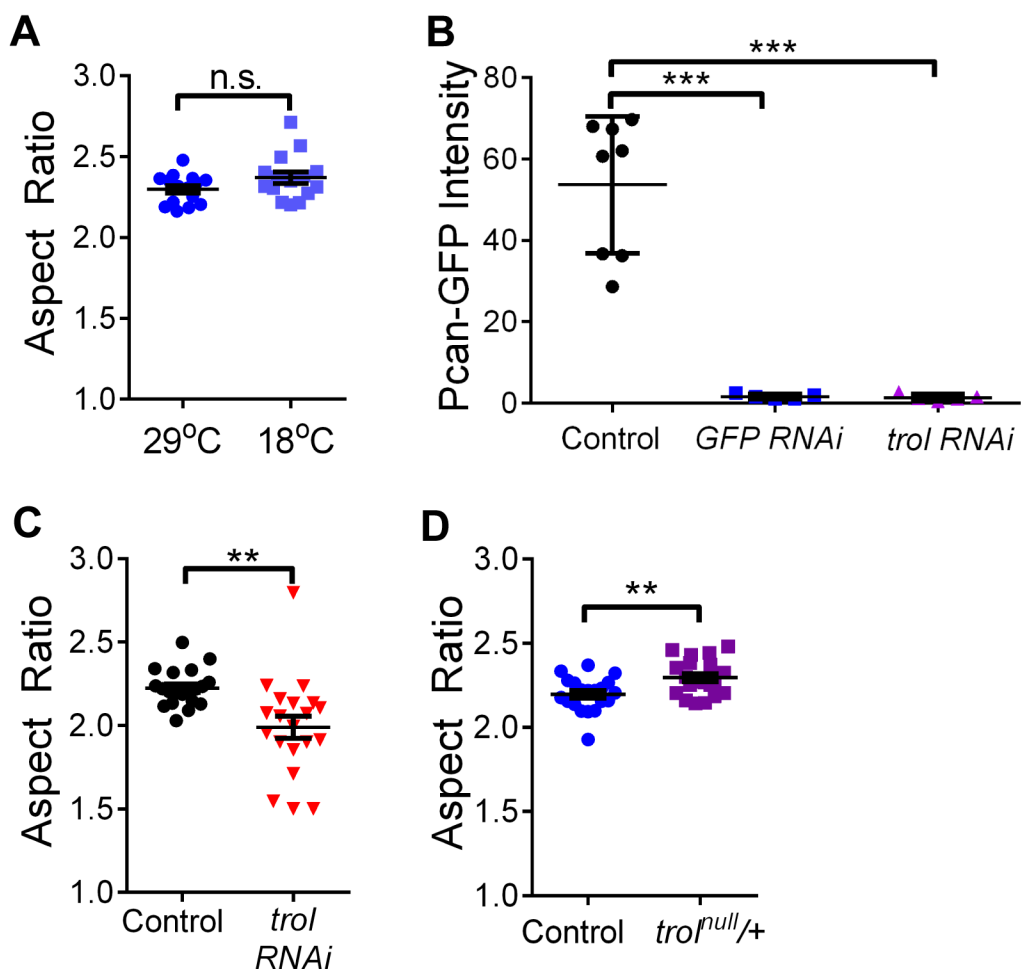 A
n.s.
Aspect Ratio
3.0
2.5
2.0
1.5
1.0
29°C
18°C
B
***
***
Pcan-GFP Intensity
80
60
40
20
0
Control
GFP RNAi
trol RNAi
C
**
Aspect Ratio
3.0
2.5
2.0
1.5
1.0
Control
trol
RNAi
D
**
Aspect Ratio
3.0
2.5
2.0
1.5
1.0
Control
trol^null/+